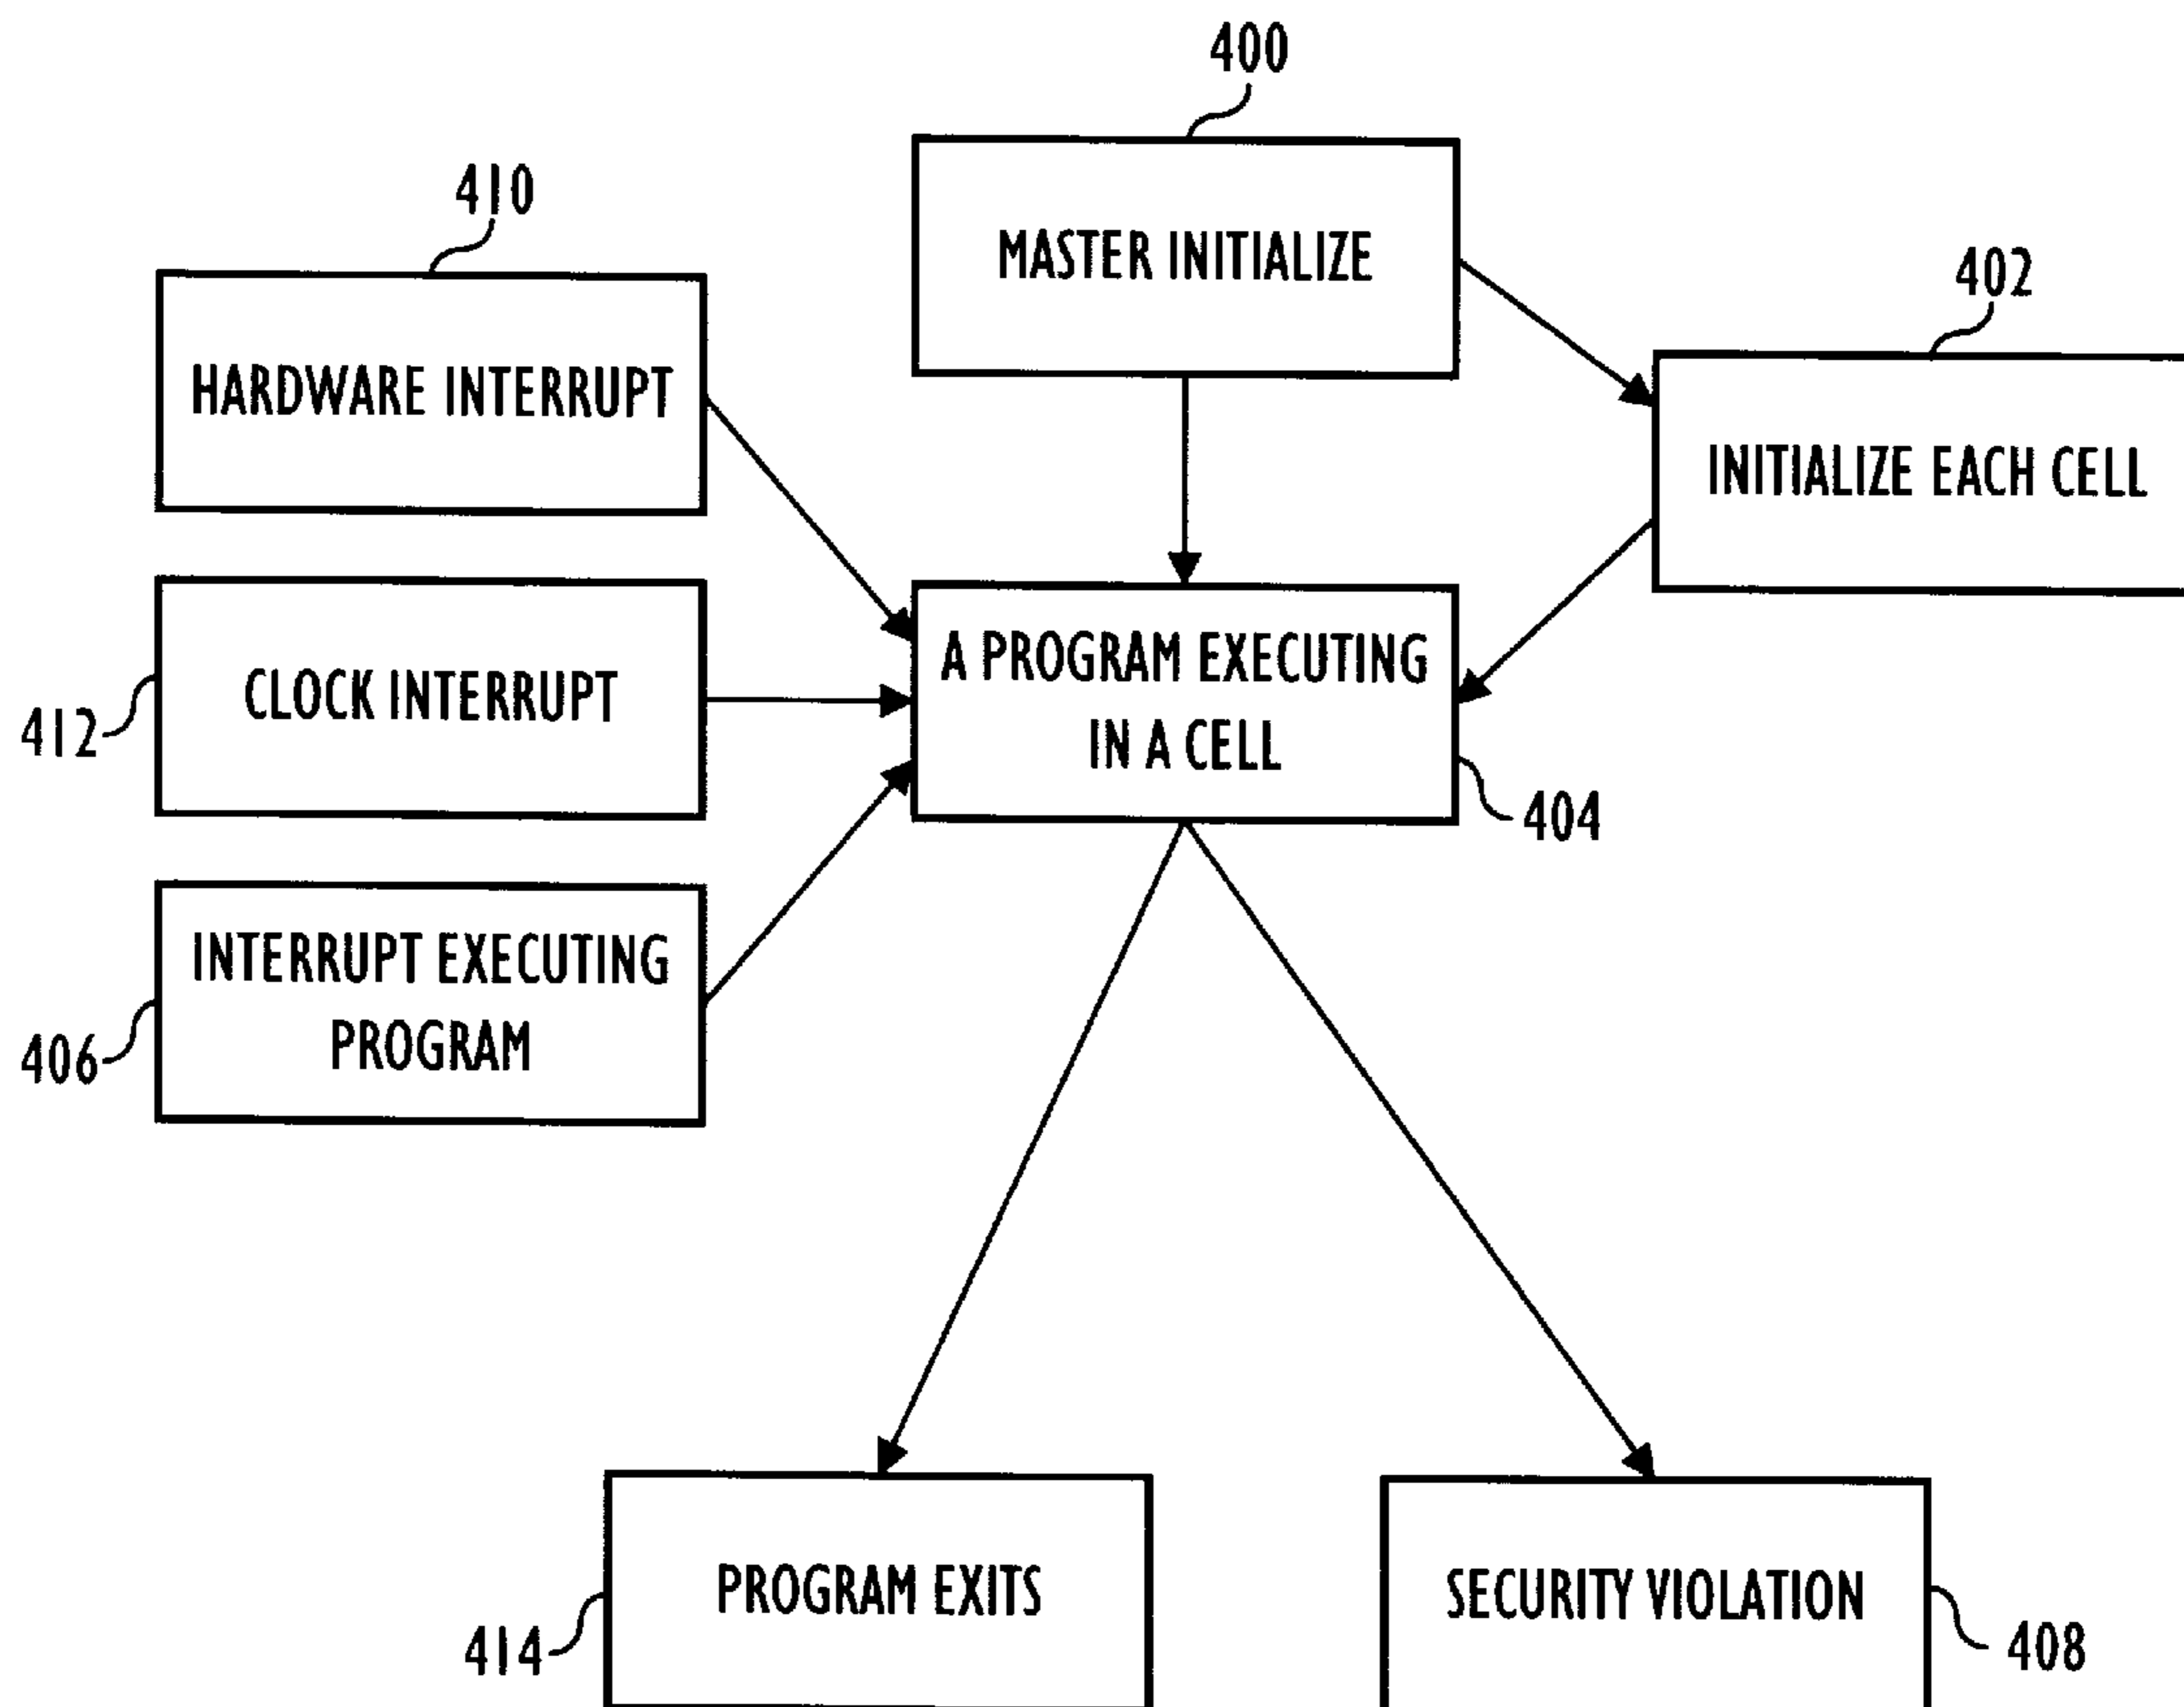 400
MASTER INITIALIZE
410
HARDWARE INTERRUPT
402
INITIALIZE EACH CELL
412
CLOCK INTERRUPT
A PROGRAM EXECUTING
IN A CELL
404
406
INTERRUPT EXECUTING
PROGRAM
414
PROGRAM EXITS
SECURITY VIOLATION
408